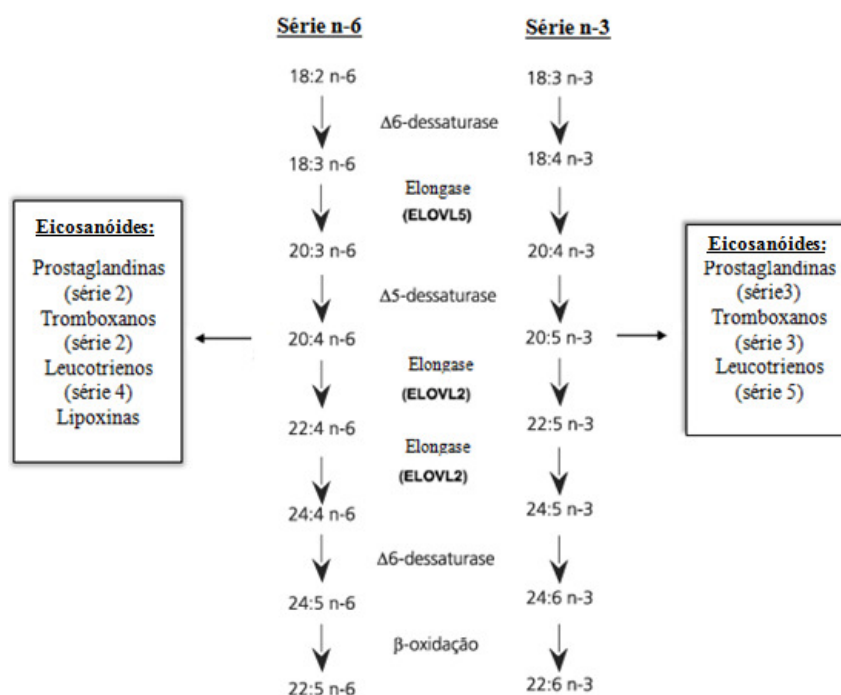 Série n-6 Série n-3
18:2 n-6 18:3 n-3
Δ6-dessaturase
18:3 n-6 18:4 n-3
Elongase
(ELOVL5)
20:3 n-6 20:4 n-3
Δ5-dessaturase
20:4 n-6 20:5 n-3
Elongase
(ELOVL2)
22:4 n-6 22:5 n-3
Elongase
(ELOVL2)
24:4 n-6 24:5 n-3
Δ6-dessaturase
24:5 n-6 24:6 n-3
β-oxidação
22:5 n-6 22:6 n-3
Eicosanóides:
Prostaglandinas
(série 2)
Tromboxanos
(série 2)
Leucotrienos
(série 4)
Lipoxinas
Eicosanóides:
Prostaglandinas
(série3)
Tromboxanos
(série 3)
Leucotrienos
(série 5)